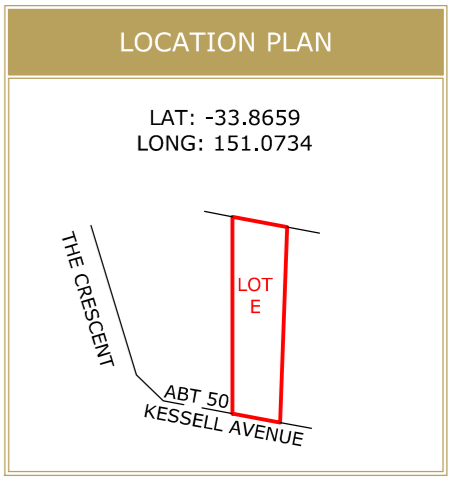 LOCATION PLAN
LAT: -33.8659
LONG: 151.0734
THE CRESCENT
LOT
E
ABT 50
KESSELL AVENUE